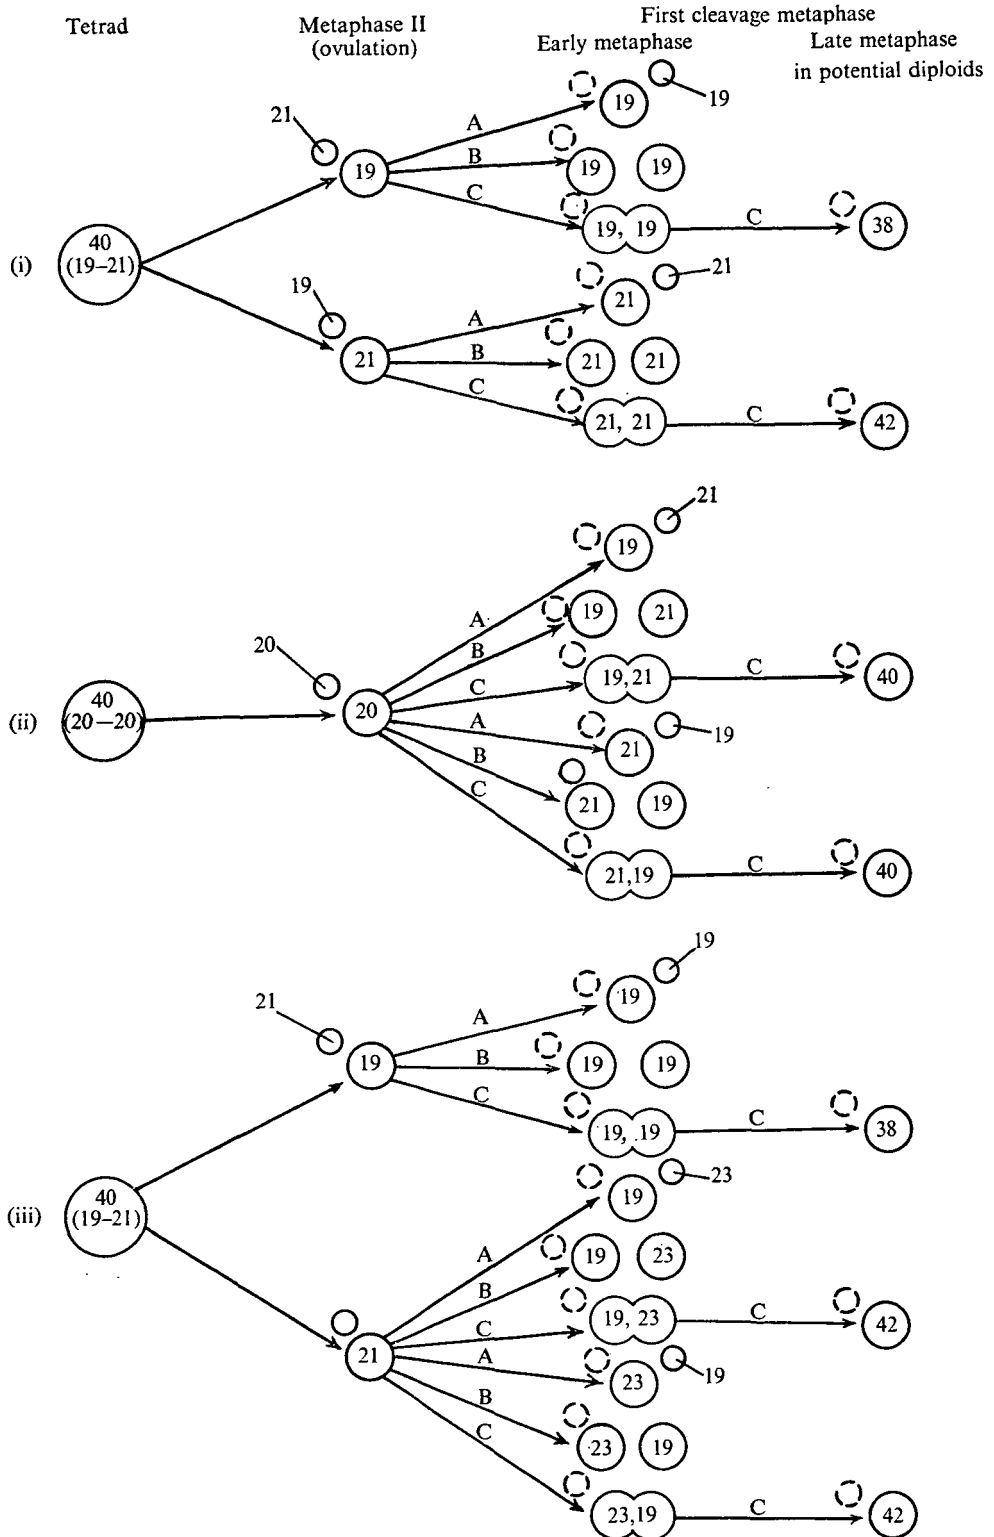 Tetrad
Metaphase II
(ovulation)
First cleavage metaphase
Early metaphase
Late metaphase
in potential diploids
(i)
40
(19–21)
21
19
A
B
C
19
19
19
19
19, 19
C
38
19
21
A
B
C
21
21
21
21
21, 21
C
42
(ii)
40
(20—20)
20
20
A
B
C
A
B
C
19
21
19
21
19,21
C
40
21
19
21
19
21,19
C
40
(iii)
40
(19–21)
21
19
A
B
C
19
19
19
19
19, 19
C
38
21
A
B
C
A
B
C
19
23
19
23
19, 23
C
42
23
19
23
19
23,19
C
42